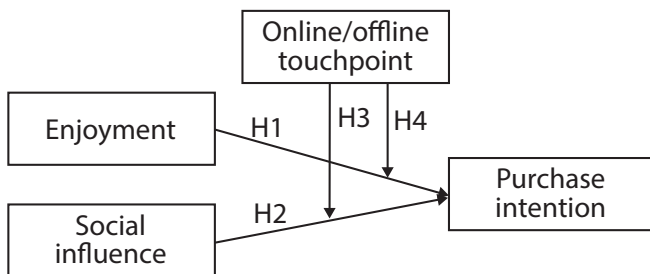 Online/offline
touchpoint
Enjoyment
H1
H3
H4
Purchase
intention
Social
influence
H2